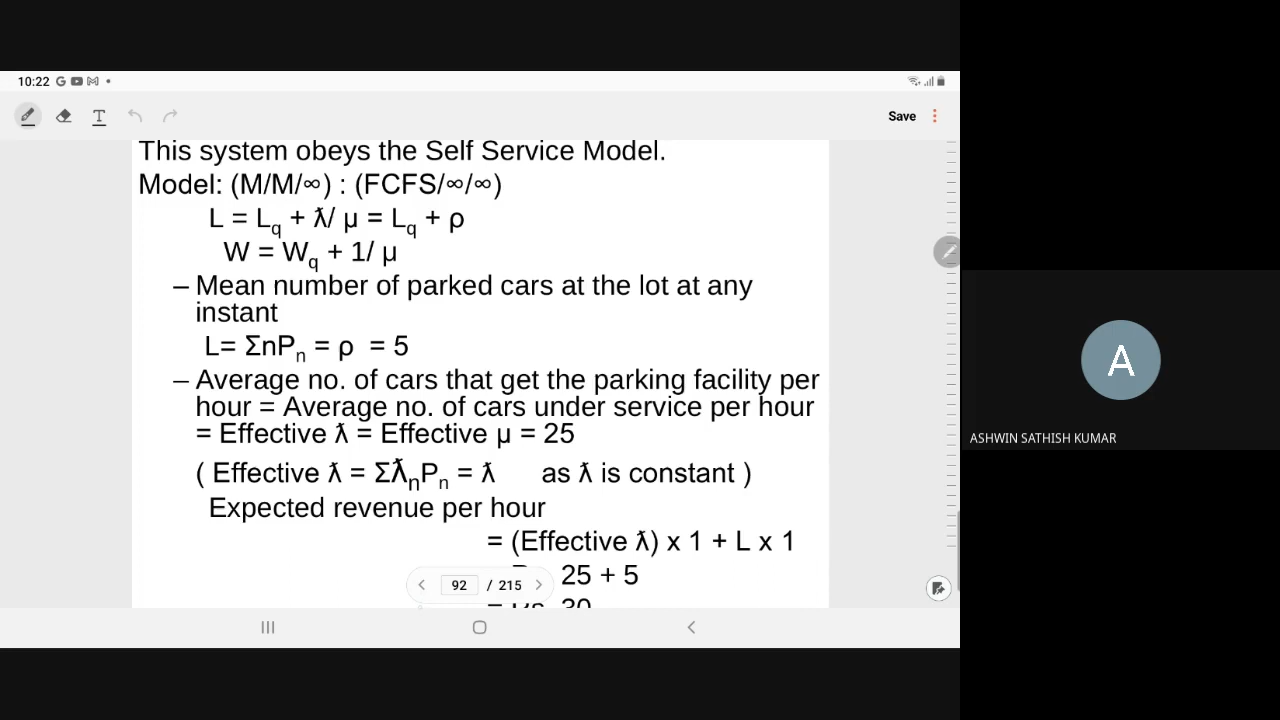 10:22
Save
This system obeys the Self Service Model.
Model: (M/M/∞) : (FCFS/∞/∞)
L = Lq + ƛ/ μ = Lq + ρ
W = Wq + 1/ μ
– Mean number of parked cars at the lot at any
instant
L= ΣnPn = ρ = 5
– Average no. of cars that get the parking facility per
hour = Average no. of cars under service per hour
= Effective ƛ = Effective μ = 25
( Effective ƛ = ΣƛnPn = ƛ as ƛ is constant )
Expected revenue per hour
= (Effective ƛ) x 1 + L x 1
25 + 5
92 / 215
= Rs. 30
A
ASHWIN SATHISH KUMAR